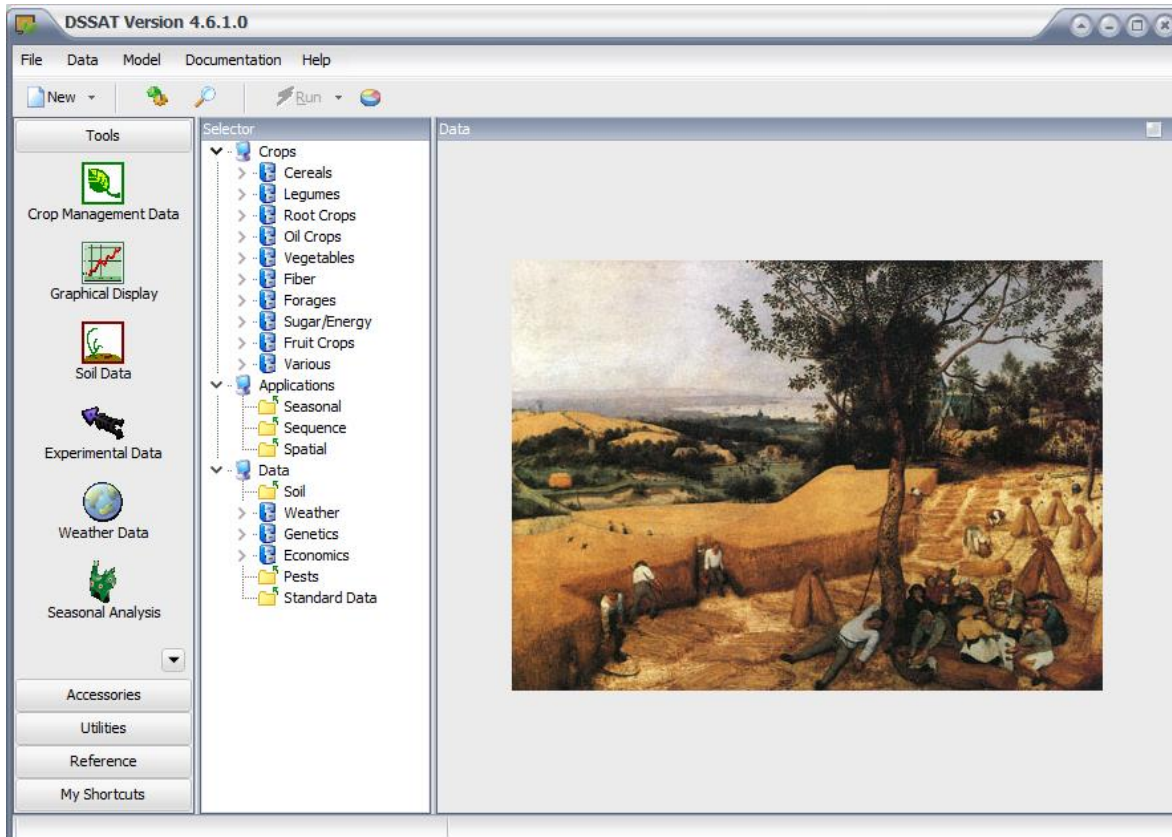 DSSAT Version 4.6.1.0
File Data Model Documentation Help
New Run
Tools
Crop Management Data
Graphical Display
Soil Data
Experimental Data
Weather Data
Seasonal Analysis
Accessories
Utilities
Reference
My Shortcuts
Selector
Crops
Cereals
Legumes
Root Crops
Oil Crops
Vegetables
Fiber
Forages
Sugar/Energy
Fruit Crops
Various
Applications
Seasonal
Sequence
Spatial
Data
Soil
Weather
Genetics
Economics
Pests
Standard Data
Data